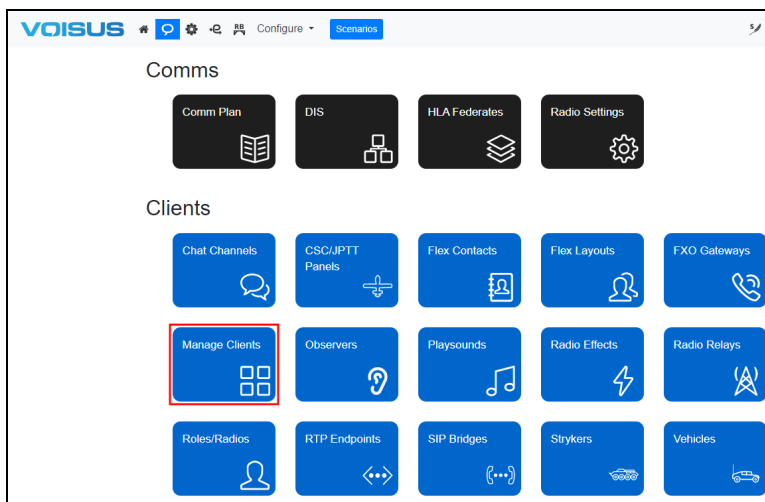 VOISUS RB Configure Scenarios 5
Comms
Comm Plan DIS HLA Federates Radio Settings
Clients
Chat Channels CSC/JPTT Panels Flex Contacts Flex Layouts FXO Gateways
Manage Clients Observers Playsounds Radio Effects Radio Relays
Roles/Radios RTP Endpoints SIP Bridges Strykers Vehicles